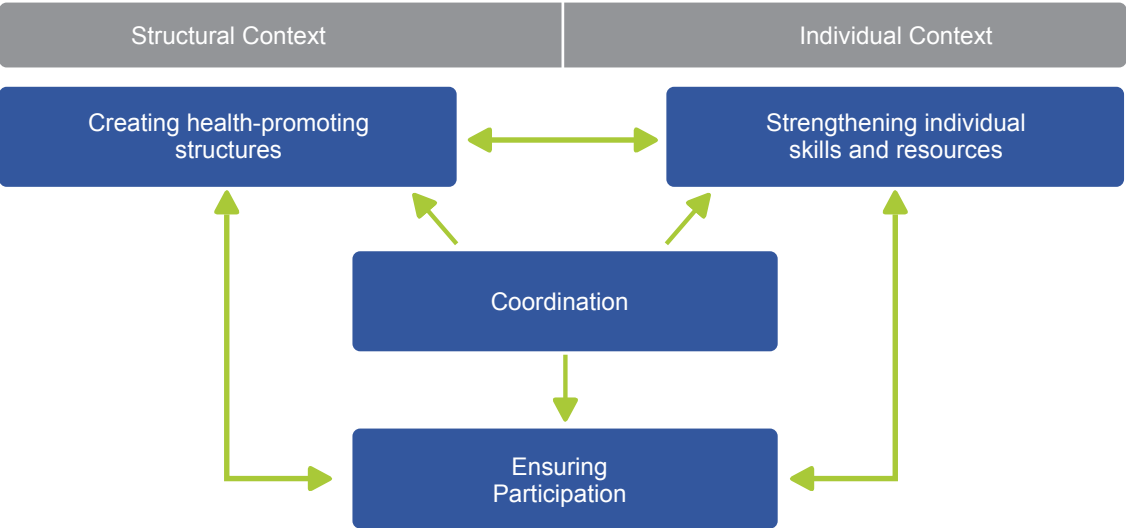 Structural Context
Individual Context
Creating health-promoting
structures
Strengthening individual
skills and resources
Coordination
Ensuring
Participation